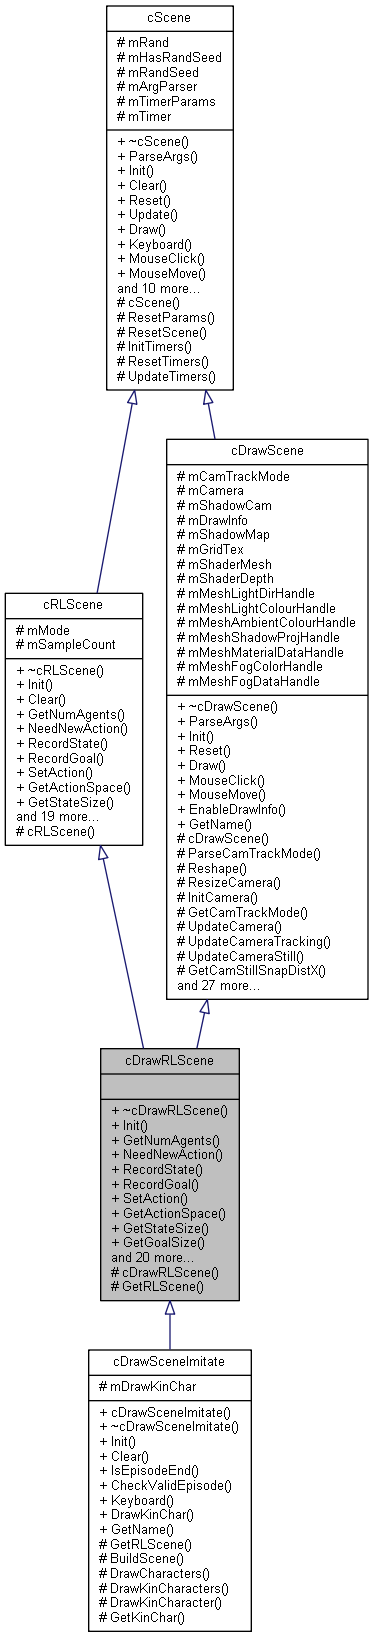 cScene
# mRand
# mHasRandSeed
# mRandSeed
# mArgParser
# mTimerParams
# mTimer
+ ~cScene()
+ ParseArgs()
+ Init()
+ Clear()
+ Reset()
+ Update()
+ Draw()
+ Keyboard()
+ MouseClick()
+ MouseMove()
and 10 more...
# cScene()
# ResetParams()
# ResetScene()
# InitTimers()
# ResetTimers()
# UpdateTimers()
cDrawScene
# mCamTrackMode
# mCamera
# mShadowCam
# mDrawInfo
# mShadowMap
# mGridTex
# mShaderMesh
# mShaderDepth
# mMeshLightDirHandle
# mMeshLightColourHandle
# mMeshAmbientColourHandle
# mMeshShadowProjHandle
# mMeshMaterialDataHandle
# mMeshFogColorHandle
# mMeshFogDataHandle
+ ~cDrawScene()
+ ParseArgs()
+ Init()
+ Reset()
+ Draw()
+ MouseClick()
+ MouseMove()
+ EnableDrawInfo()
+ GetName()
# cDrawScene()
# ParseCamTrackMode()
# Reshape()
# ResizeCamera()
# InitCamera()
# GetCamTrackMode()
# UpdateCamera()
# UpdateCameraTracking()
# UpdateCameraStill()
# GetCamStillSnapDistX()
and 27 more...
cRLScene
# mMode
# mSampleCount
+ ~cRLScene()
+ Init()
+ Clear()
+ GetNumAgents()
+ NeedNewAction()
+ RecordState()
+ RecordGoal()
+ SetAction()
+ GetActionSpace()
+ GetStateSize()
and 19 more...
# cRLScene()
cDrawRLScene
+ ~cDrawRLScene()
+ Init()
+ GetNumAgents()
+ NeedNewAction()
+ RecordState()
+ RecordGoal()
+ SetAction()
+ GetActionSpace()
+ GetStateSize()
+ GetGoalSize()
and 20 more...
# cDrawRLScene()
# GetRLScene()
cDrawSceneImitate
# mDrawKinChar
+ cDrawSceneImitate()
+ ~cDrawSceneImitate()
+ Init()
+ Clear()
+ IsEpisodeEnd()
+ CheckValidEpisode()
+ Keyboard()
+ DrawKinChar()
+ GetName()
# GetRLScene()
# BuildScene()
# DrawCharacters()
# DrawKinCharacters()
# DrawKinCharacter()
# GetKinChar()